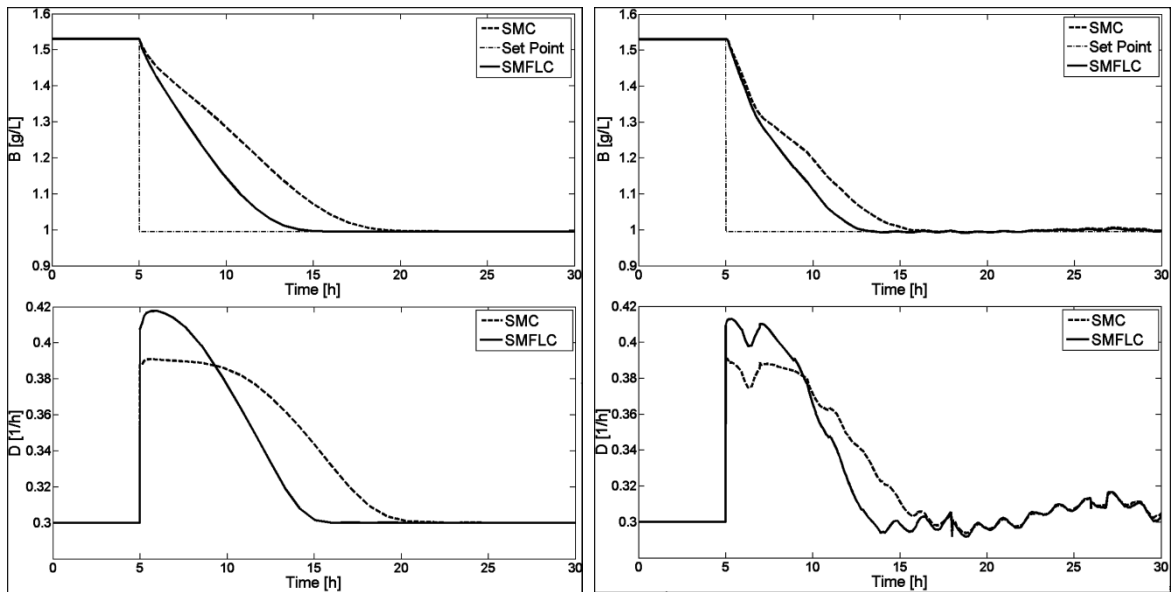 1.6
1.5
1.4
1.3
1.2
1.1
1
0.9
B [g/L]
0 5 10 15 20 25 30
Time [h]
SMC
Set Point
SMFLC
1.6
1.5
1.4
1.3
1.2
1.1
1
0.9
B [g/L]
0 5 10 15 20 25 30
Time [h]
SMC
Set Point
SMFLC
0.42
0.4
0.38
0.36
0.34
0.32
0.3
D [1/h]
0 5 10 15 20 25 30
Time [h]
SMC
SMFLC
0.42
0.4
0.38
0.36
0.34
0.32
0.3
D [1/h]
0 5 10 15 20 25 30
Time [h]
SMC
SMFLC